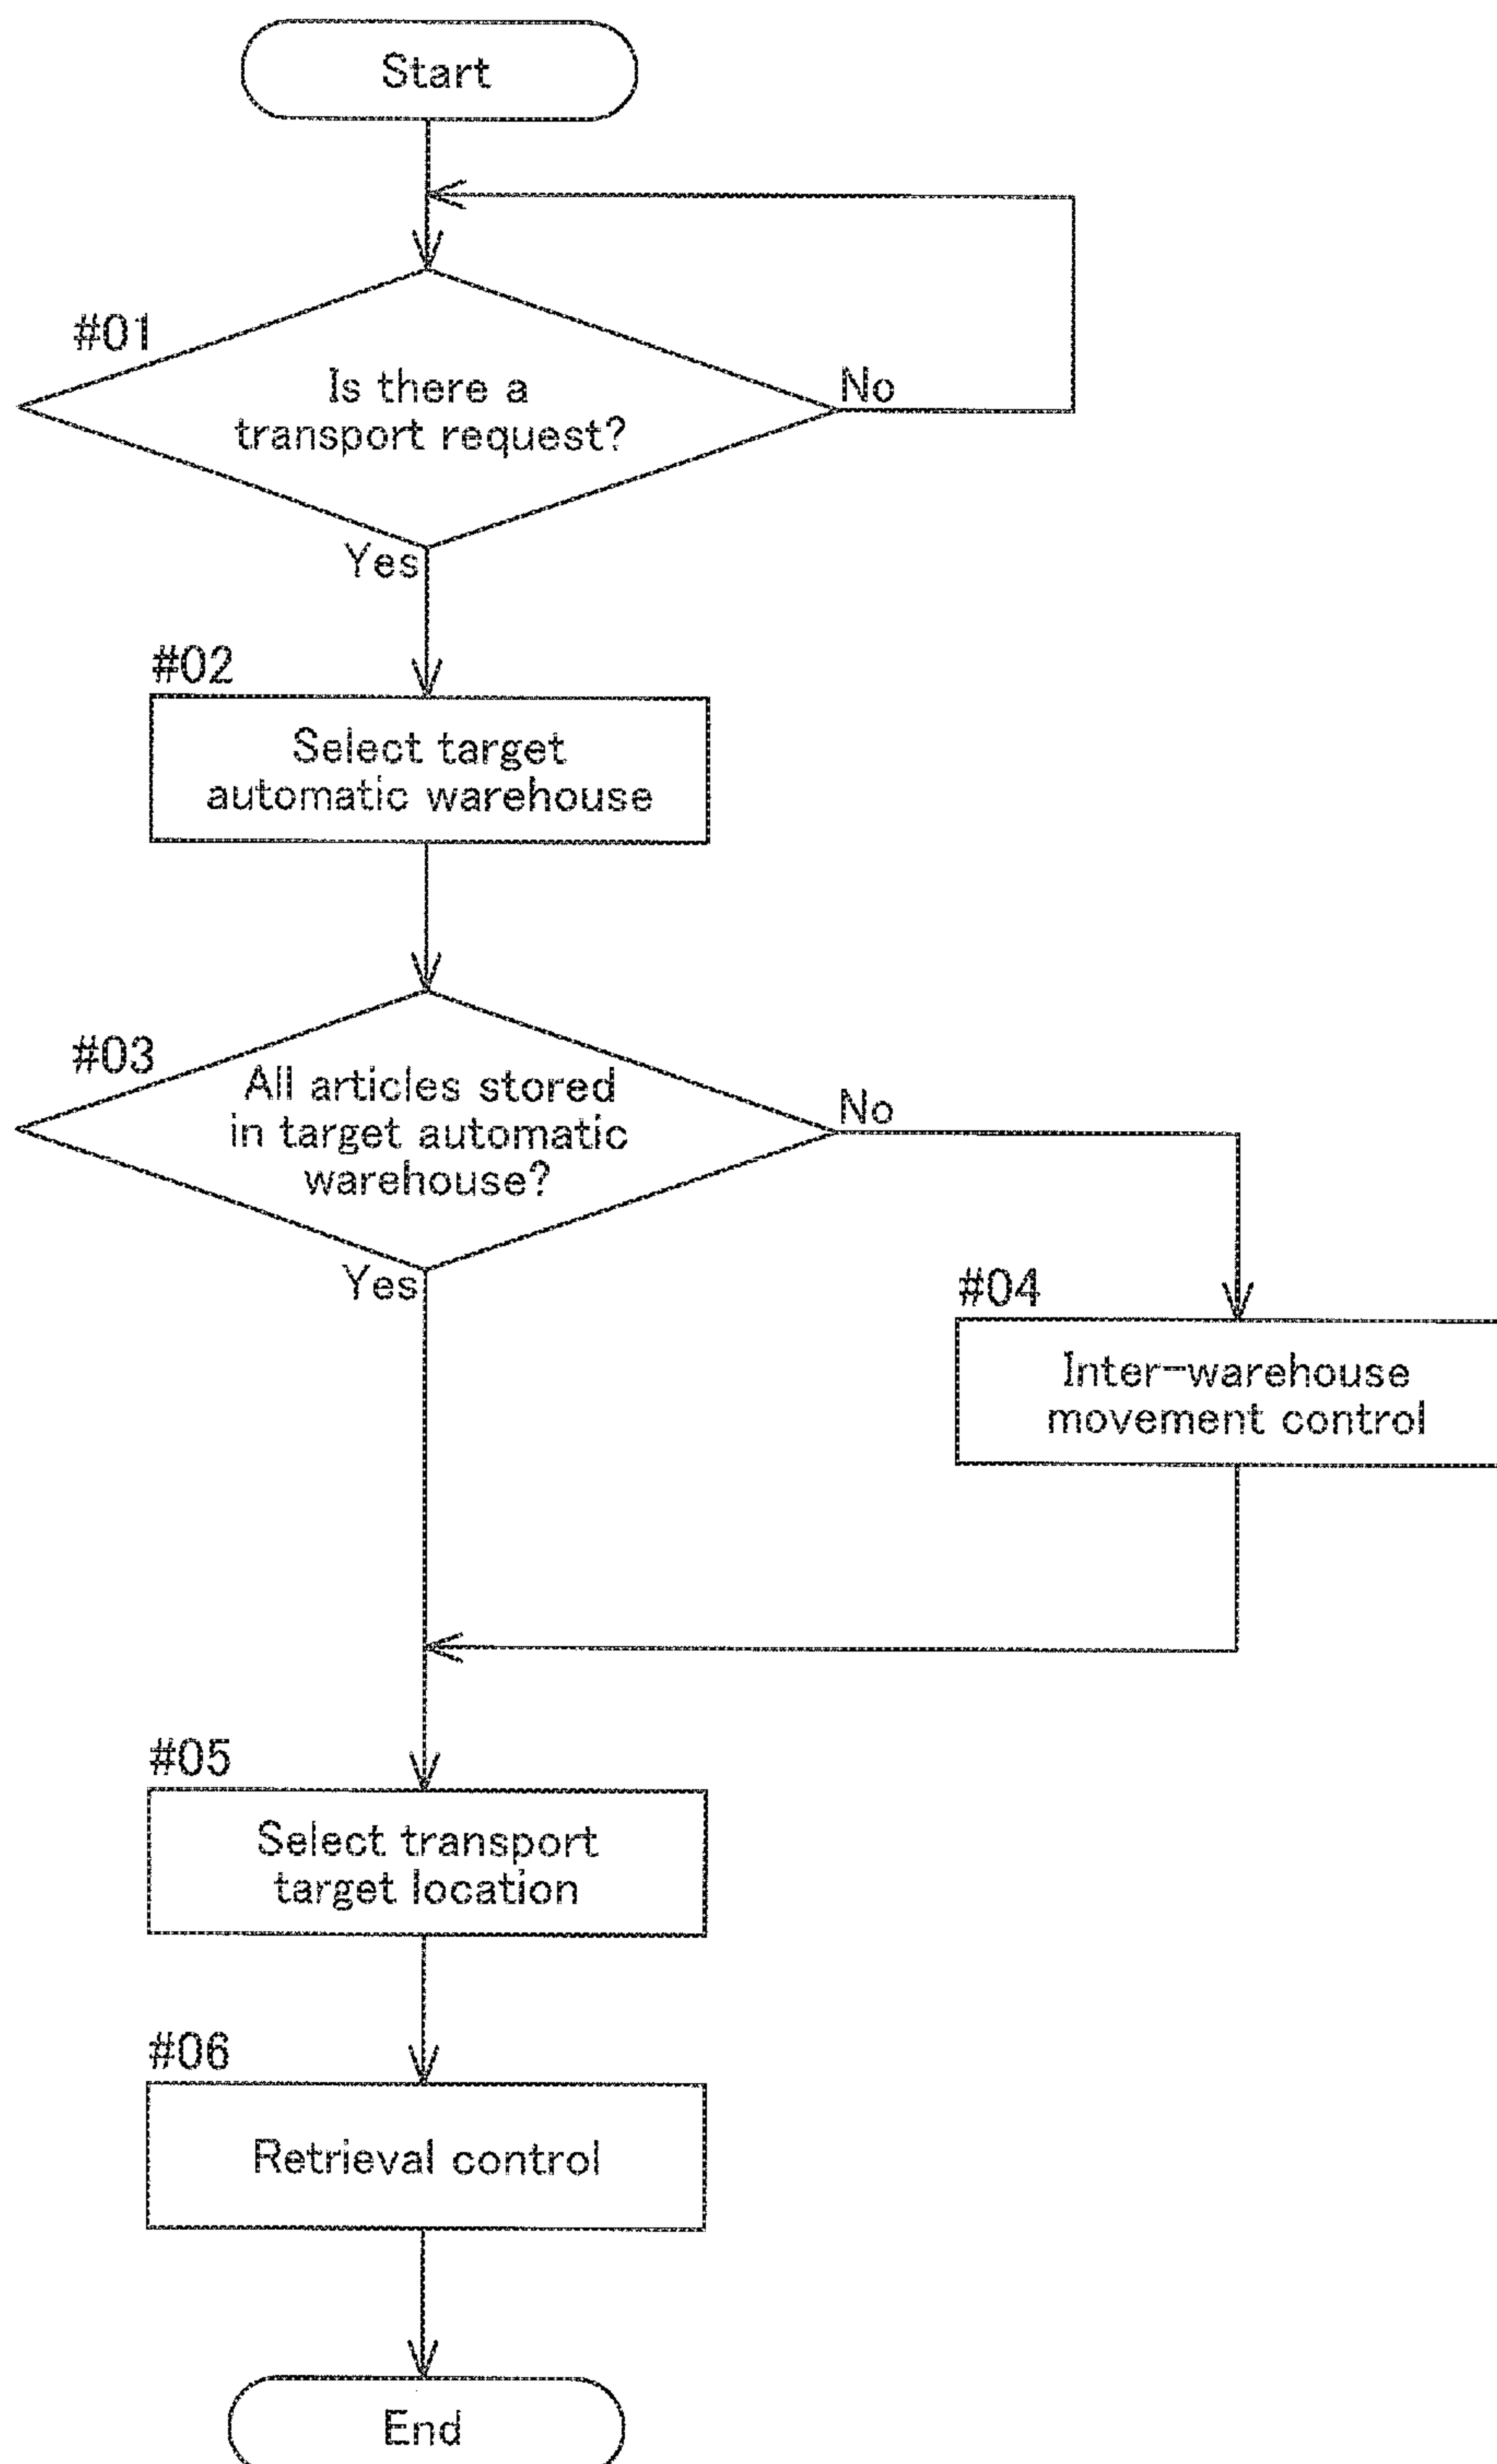 Start
#01
Is there a
transport request?
No
Yes
#02
Select target
automatic warehouse
#03
All articles stored
in target automatic
warehouse?
No
Yes
#04
Inter-warehouse
movement control
#05
Select transport
target location
#06
Retrieval control
End